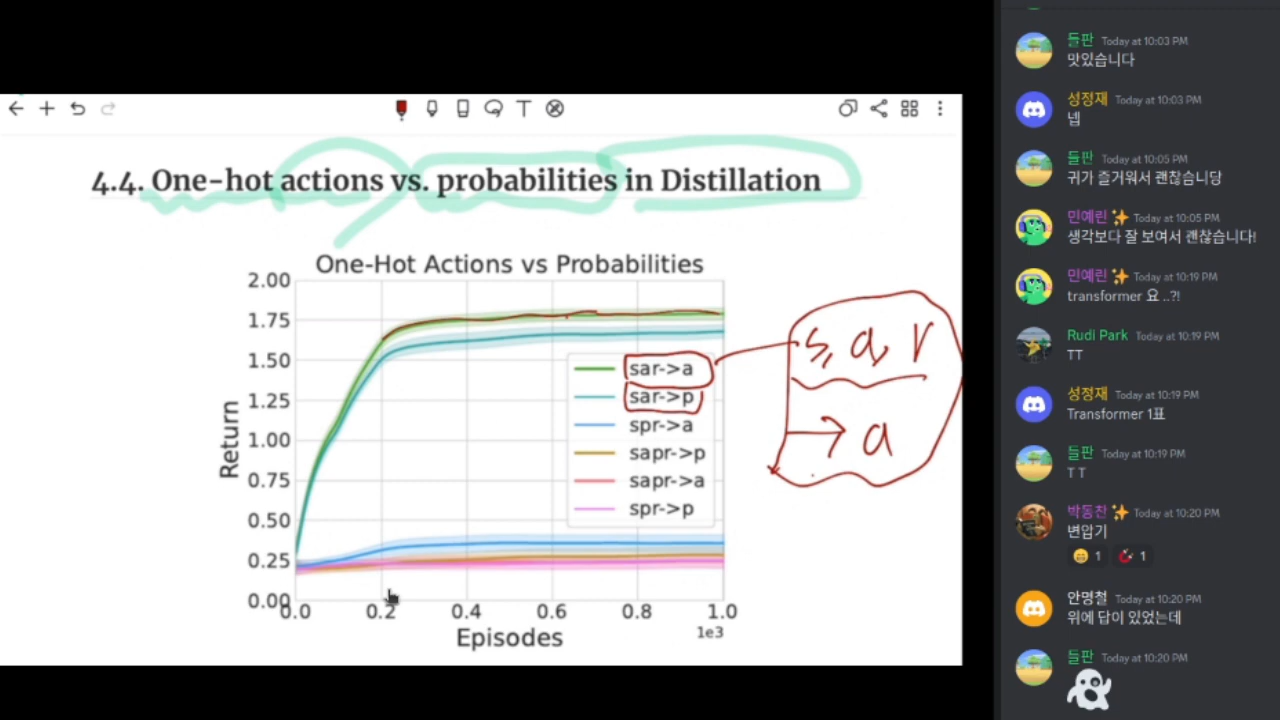 4.4. One-hot actions vs. probabilities in Distillation
One-Hot Actions vs Probabilities
2.00
1.75
1.50
1.25
1.00
0.75
0.50
0.25
0.00
Return
sar->a
sar->p
spr->a
sapr->p
sapr->a
spr->p
0.0 0.2 0.4 0.6 0.8 1.0
1e3
Episodes
s, a, r
→ a
T
들판 Today at 10:03 PM
맛있습니다
성정재 Today at 10:03 PM
넵
들판 Today at 10:05 PM
귀가 즐거워서 괜찮습니당
민예린 Today at 10:05 PM
생각보다 잘 보여서 괜찮습니다!
민예린 Today at 10:19 PM
transformer 요 ..?!
Rudi Park Today at 10:19 PM
TT
성정재 Today at 10:19 PM
Transformer 1표
들판 Today at 10:19 PM
T T
박동찬 Today at 10:20 PM
변압기
1 1
안명철 Today at 10:20 PM
위에 답이 있었는데
들판 Today at 10:20 PM